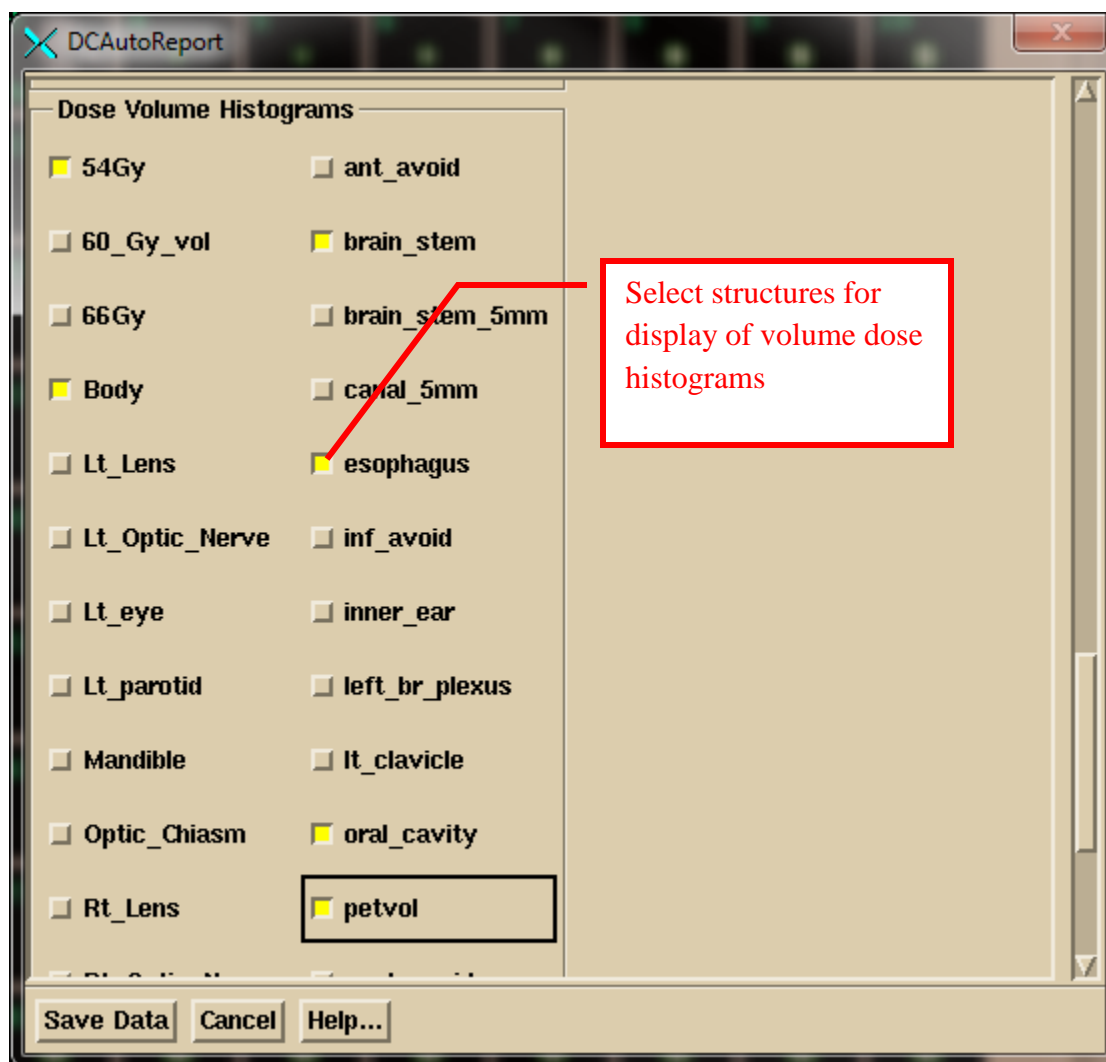 DCAutoReport
Dose Volume Histograms
54Gy
ant_avoid
60_Gy_vol
brain_stem
66Gy
brain_stem_5mm
Body
canal_5mm
Lt_Lens
esophagus
Lt_Optic_Nerve
inf_avoid
Lt_eye
inner_ear
Lt_parotid
left_br_plexus
Mandible
lt_clavicle
Optic_Chiasm
oral_cavity
Rt_Lens
petvol
Select structures for
display of volume dose
histograms
Save Data
Cancel
Help...